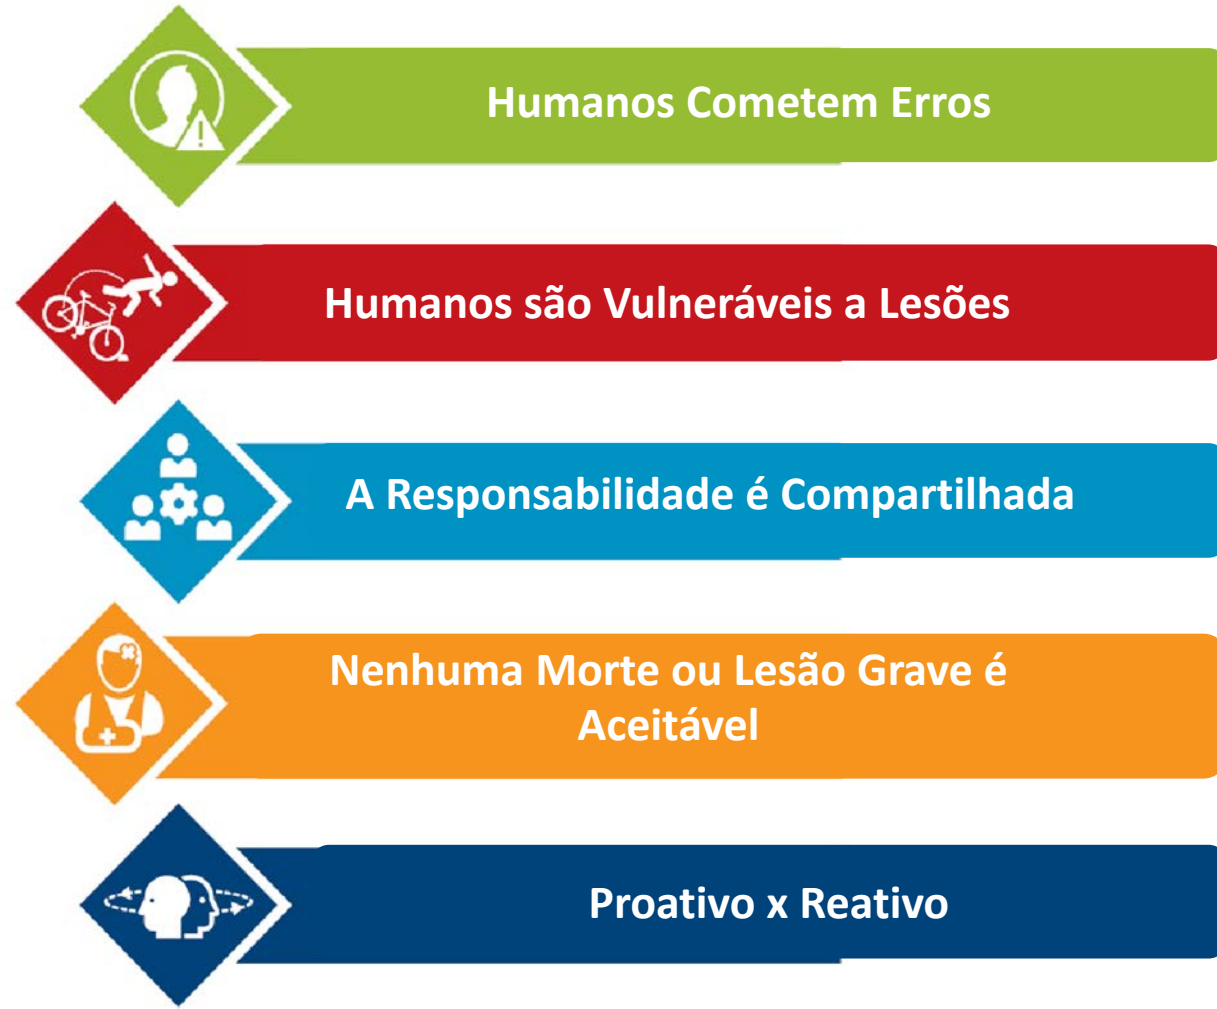 Humanos Cometem Erros
Humanos são Vulneráveis a Lesões
A Responsabilidade é Compartilhada
Nenhuma Morte ou Lesão Grave é
Aceitável
Proativo x Reativo